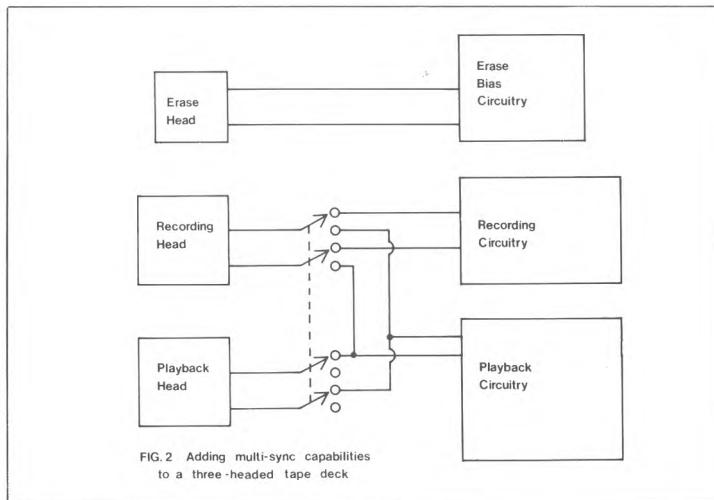 Erase
Head
Erase
Bias
Circuitry
Recording
Head
Recording
Circuitry
Playback
Head
Playback
Circuitry
FIG. 2 Adding multi-sync capabilities
to a three-headed tape deck